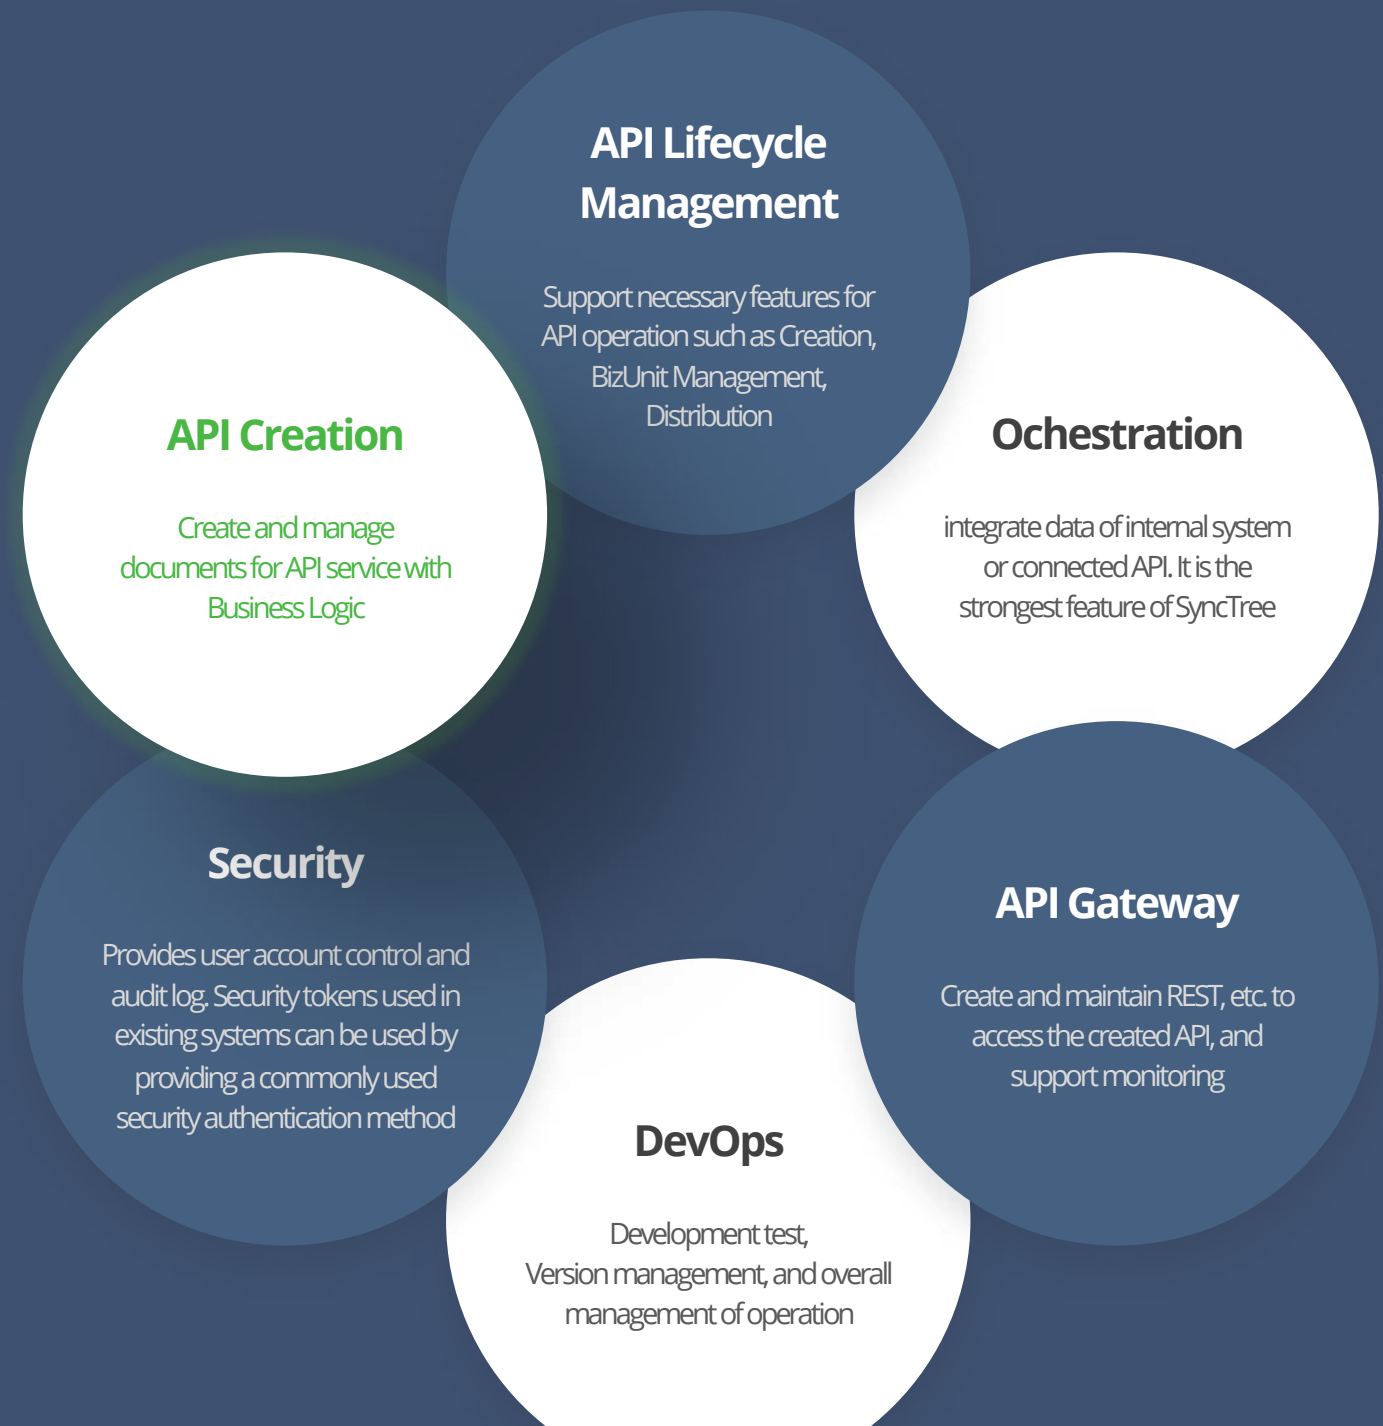 API Lifecycle
Management
Support necessary features for
API operation such as Creation,
BizUnit Management,
Distribution
API Creation
Create and manage
documents for API service with
Business Logic
Ochestration
integrate data of internal system
or connected API. It is the
strongest feature of SyncTree
Security
Provides user account control and
audit log. Security tokens used in
existing systems can be used by
providing a commonly used
security authentication method
API Gateway
Create and maintain REST, etc. to
access the created API, and
support monitoring
DevOps
Development test,
Version management, and overall
management of operation